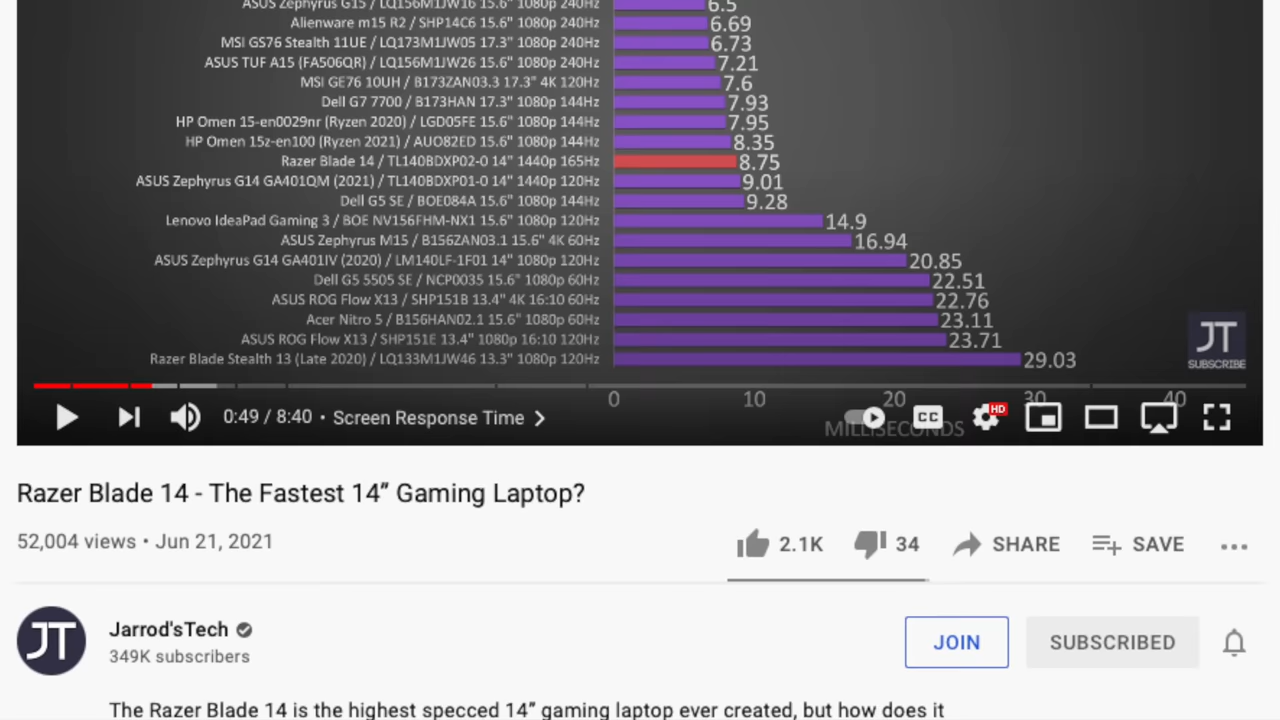 ASUS Zephyrus G15 / LQ156M1JW16 15.6" 1080p 240Hz 6.5
Alienware m15 R2 / SHP14C6 15.6" 1080p 240Hz 6.69
MSI GS76 Stealth 11UE / LQ173M1JW05 17.3" 1080p 240Hz 6.73
ASUS TUF A15 (FA506QR) / LQ156M1JW26 15.6" 1080p 240Hz 7.21
MSI GE76 10UH / B173ZAN03.3 17.3" 4K 120Hz 7.6
Dell G7 7700 / B173HAN 17.3" 1080p 144Hz 7.93
HP Omen 15-en0029nr (Ryzen 2020) / LGD05FE 15.6" 1080p 144Hz 7.95
HP Omen 15z-en100 (Ryzen 2021) / AUO82ED 15.6" 1080p 144Hz 8.35
Razer Blade 14 / TL140BDXP02-0 14" 1440p 165Hz 8.75
ASUS Zephyrus G14 GA401QM (2021) / TL140BDXP01-0 14" 1440p 120Hz 9.01
Dell G5 SE / BOE084A 15.6" 1080p 144Hz 9.28
Lenovo IdeaPad Gaming 3 / BOE NV156FHM-NX1 15.6" 1080p 120Hz 14.9
ASUS Zephyrus M15 / B156ZAN03.1 15.6" 4K 60Hz 16.94
ASUS Zephyrus G14 GA401IV (2020) / LM140LF-1F01 14" 1080p 120Hz 20.85
Dell G5 5505 SE / NCP0035 15.6" 1080p 60Hz 22.51
ASUS ROG Flow X13 / SHP151B 13.4" 4K 16:10 60Hz 22.76
Acer Nitro 5 / B156HAN02.1 15.6" 1080p 60Hz 23.11
ASUS ROG Flow X13 / SHP151E 13.4" 1080p 16:10 120Hz 23.71
Razer Blade Stealth 13 (Late 2020) / LQ133M1JW46 13.3" 1080p 120Hz 29.03
JT
SUBSCRIBE
0 10 20 30 40
MILLISECONDS
0:49 / 8:40 • Screen Response Time
CC
HD
Razer Blade 14 - The Fastest 14” Gaming Laptop?
52,004 views • Jun 21, 2021
2.1K 34 SHARE SAVE
JT
Jarrod'sTech
349K subscribers
JOIN SUBSCRIBED
The Razer Blade 14 is the highest specced 14” gaming laptop ever created, but how does it